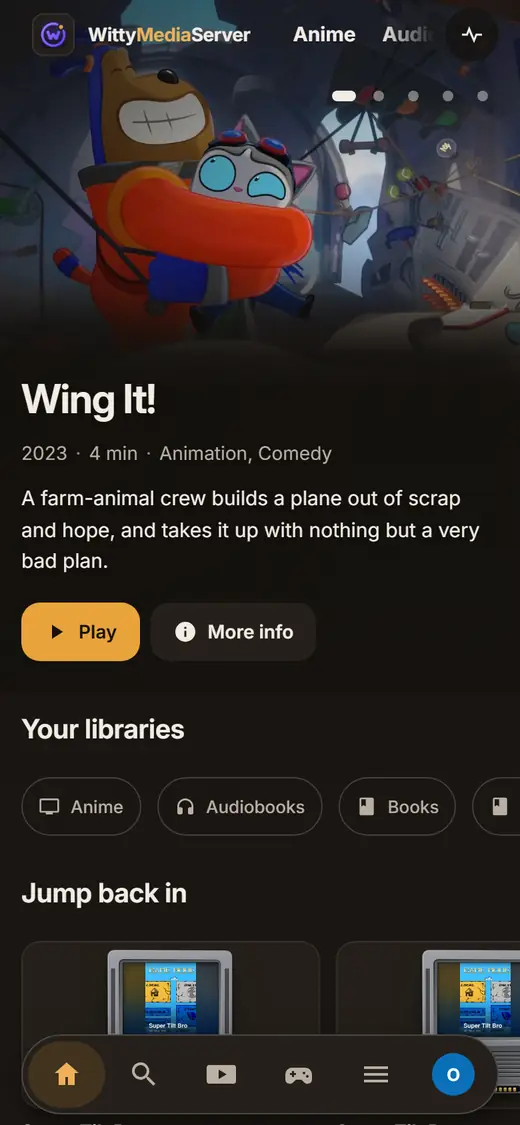 WittyMediaServer
Anime
Wing It!
2023 · 4 min · Animation, Comedy
A farm-animal crew builds a plane out of scrap
and hope, and takes it up with nothing but a very
bad plan.
Play
More info
Your libraries
Anime
Audiobooks
Books
Jump back in
Super Tilt Bro
Super Tilt Bro
O